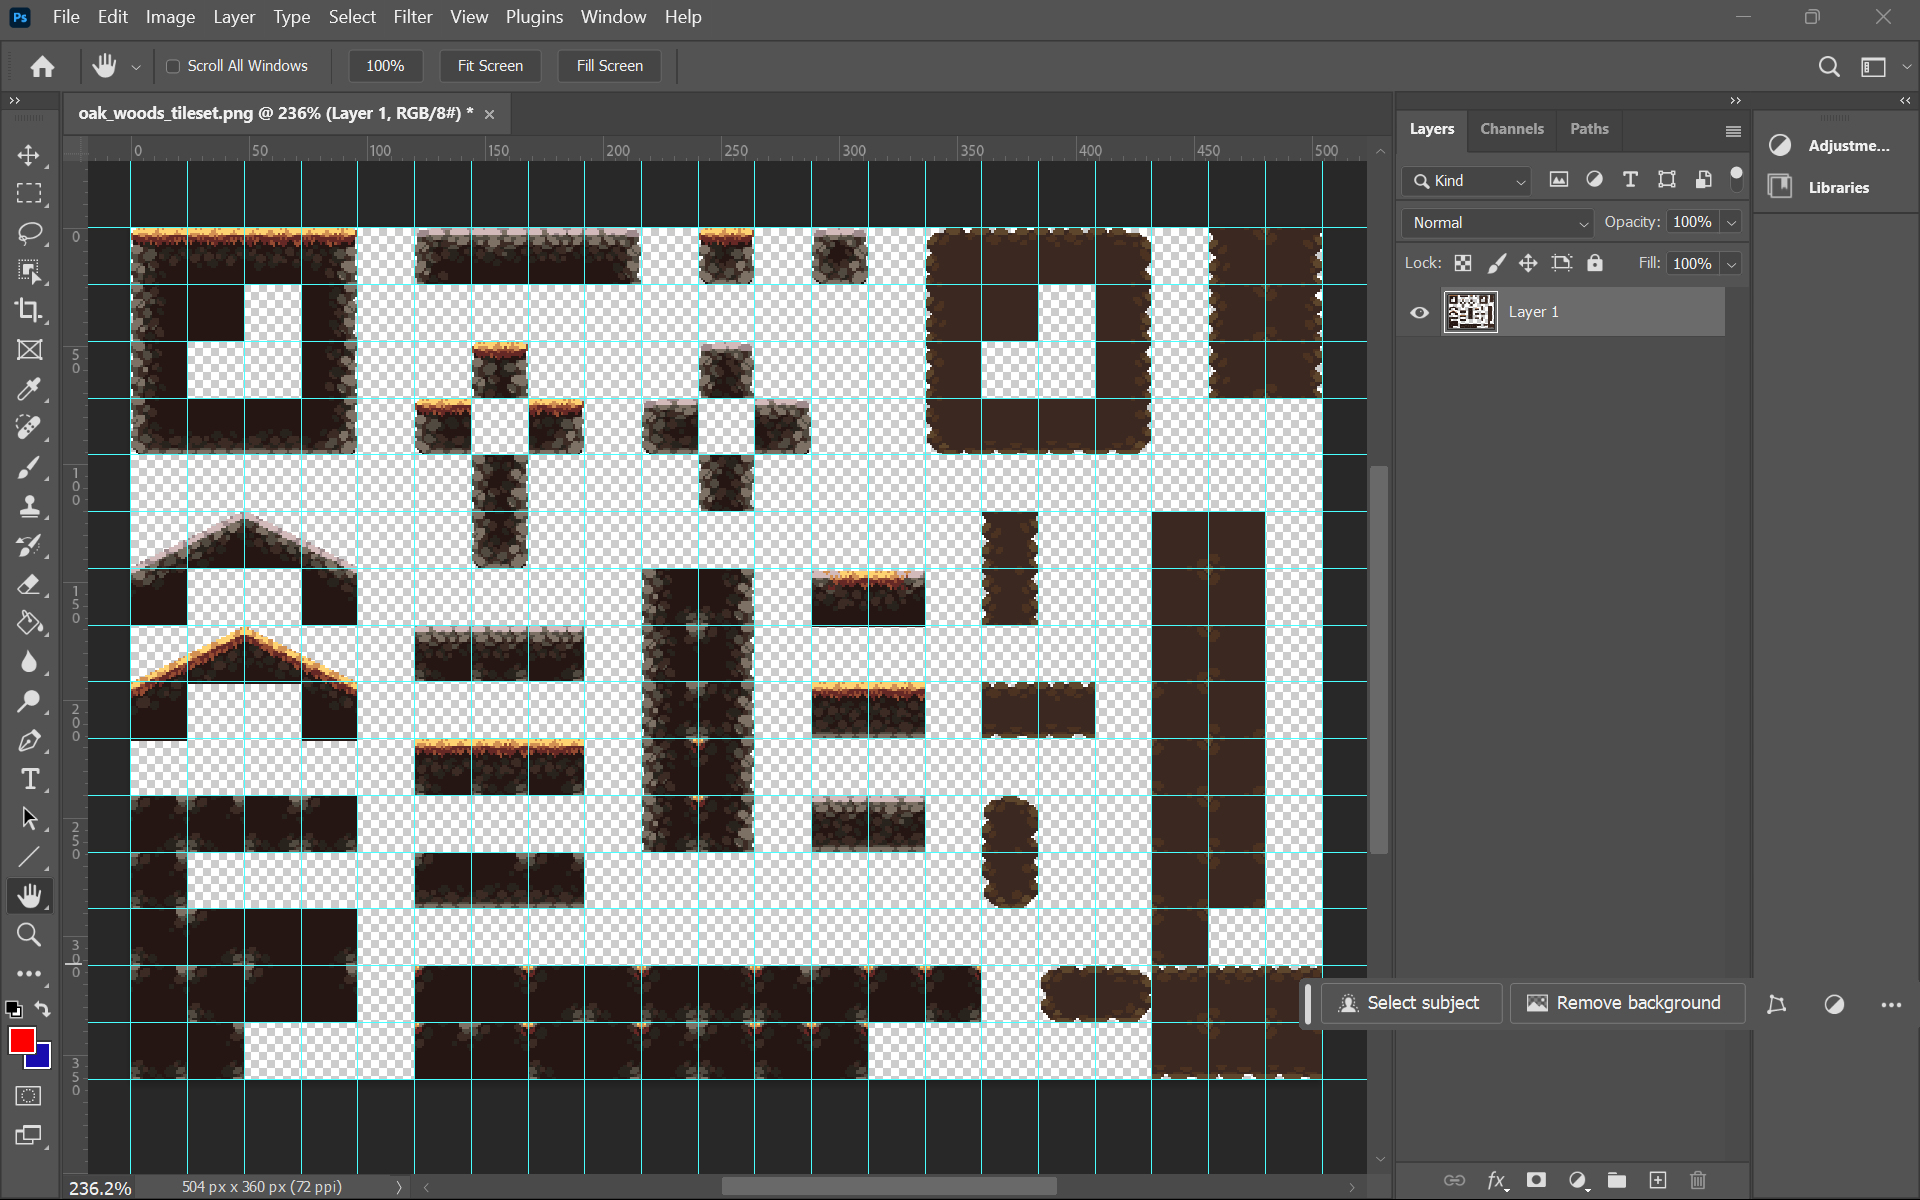 Ps File Edit Image Layer Type Select Filter View Plugins Window Help
Scroll All Windows 100% Fit Screen Fill Screen
oak_woods_tileset.png @ 236% (Layer 1, RGB/8#) *
0 50 100 150 200 250 300 350 400 450 500
0
50
100
150
200
250
300
350
Layers Channels Paths
Kind
Normal Opacity: 100%
Lock: Fill: 100%
Layer 1
Adjustme...
Libraries
Select subject Remove background
236.2% 504 px x 360 px (72 ppi)
fx